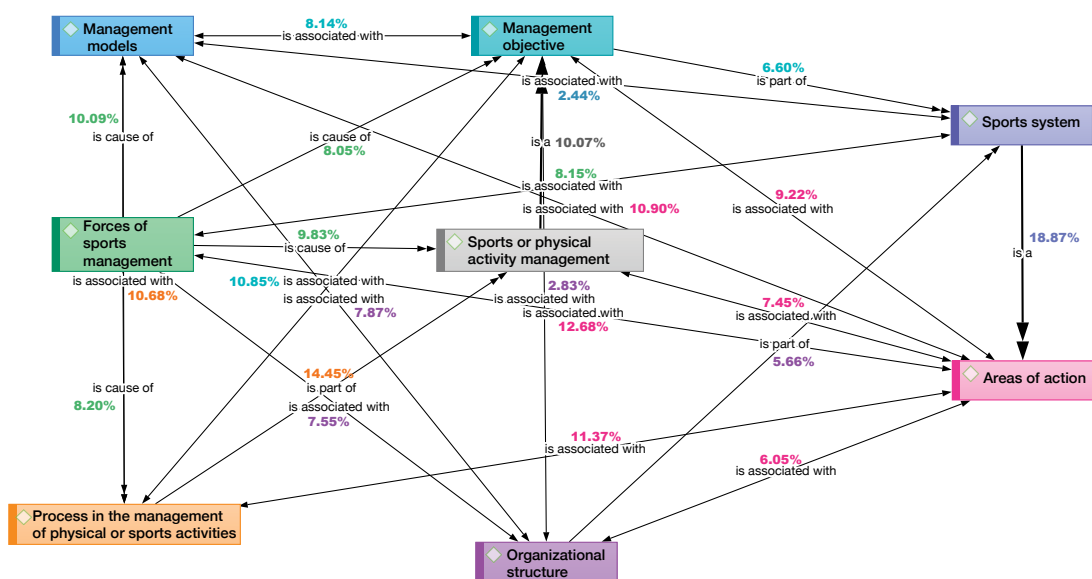 Management
models
8.14%
is associated with
Management
objective
6.60%
is part of
is associated with
2.44%
Sports system
10.09%
is cause of
is cause of
8.05%
is a 10.07%
8.15%
is associated with
is associated with 10.90%
9.22%
is associated with
Forces of
sports
management
9.83%
is cause of
Sports or physical
activity management
18.87%
is a
is associated with
10.68%
10.85% is associated with
is associated with
7.87%
2.83%
is associated with
is associated with
12.68%
7.45%
is associated with
is part of
5.66%
Areas of action
is cause of
8.20%
14.45%
is part of
is associated with
7.55%
11.37%
is associated with
6.05%
is associated with
Process in the management
of physical or sports activities
Organizational
structure